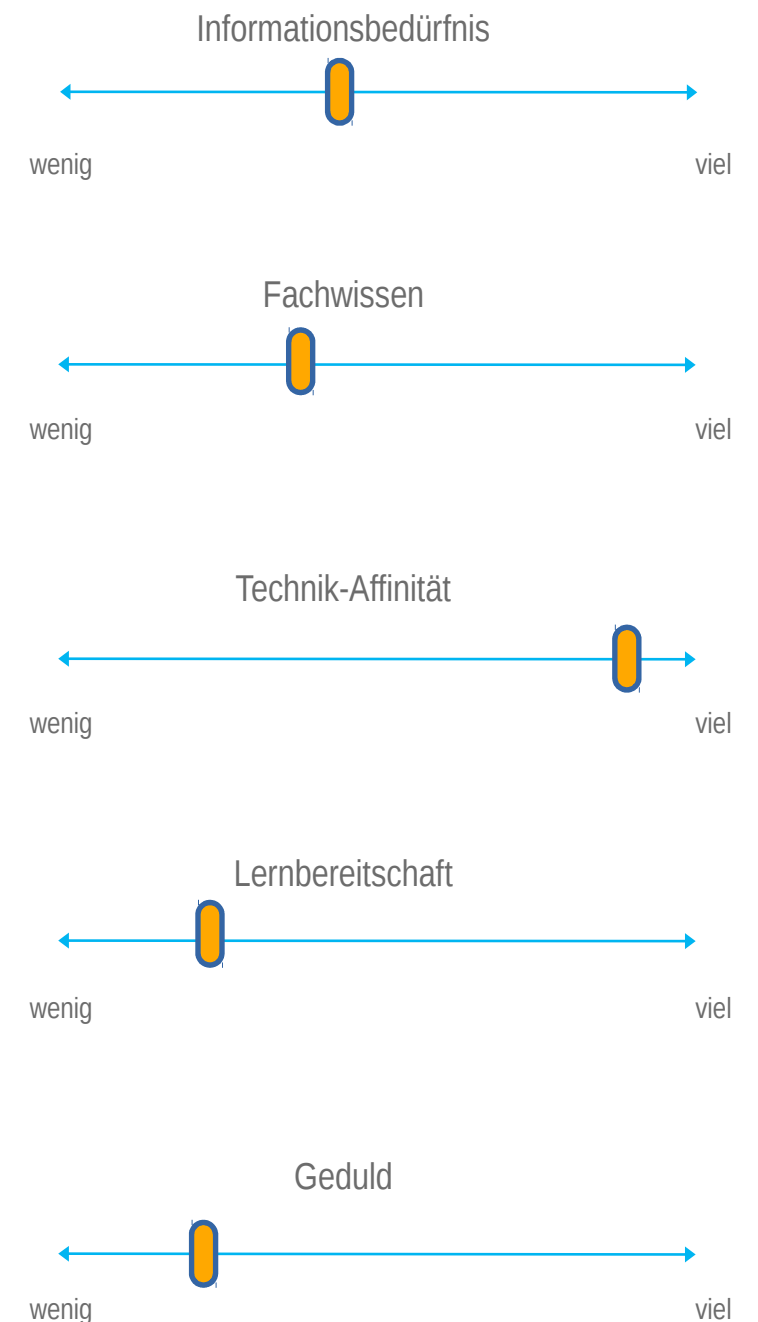 Informationsbedürfnis
wenig viel
Fachwissen
wenig viel
Technik-Affinität
wenig viel
Lernbereitschaft
wenig viel
Geduld
wenig viel